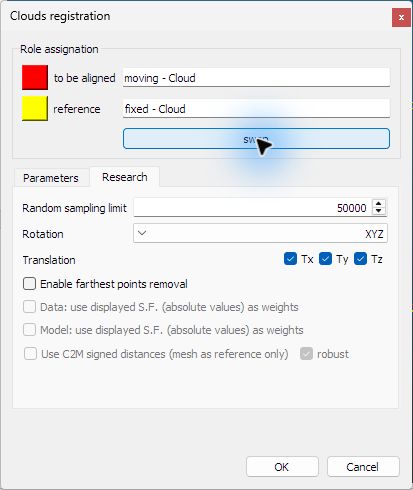 Clouds registration
Role assignation
to be aligned moving - Cloud
reference fixed - Cloud
swap
Parameters Research
Random sampling limit 50000
Rotation XYZ
Translation Tx Ty Tz
Enable farthest points removal
Data: use displayed S.F. (absolute values) as weights
Model: use displayed S.F. (absolute values) as weights
Use C2M signed distances (mesh as reference only) robust
OK Cancel